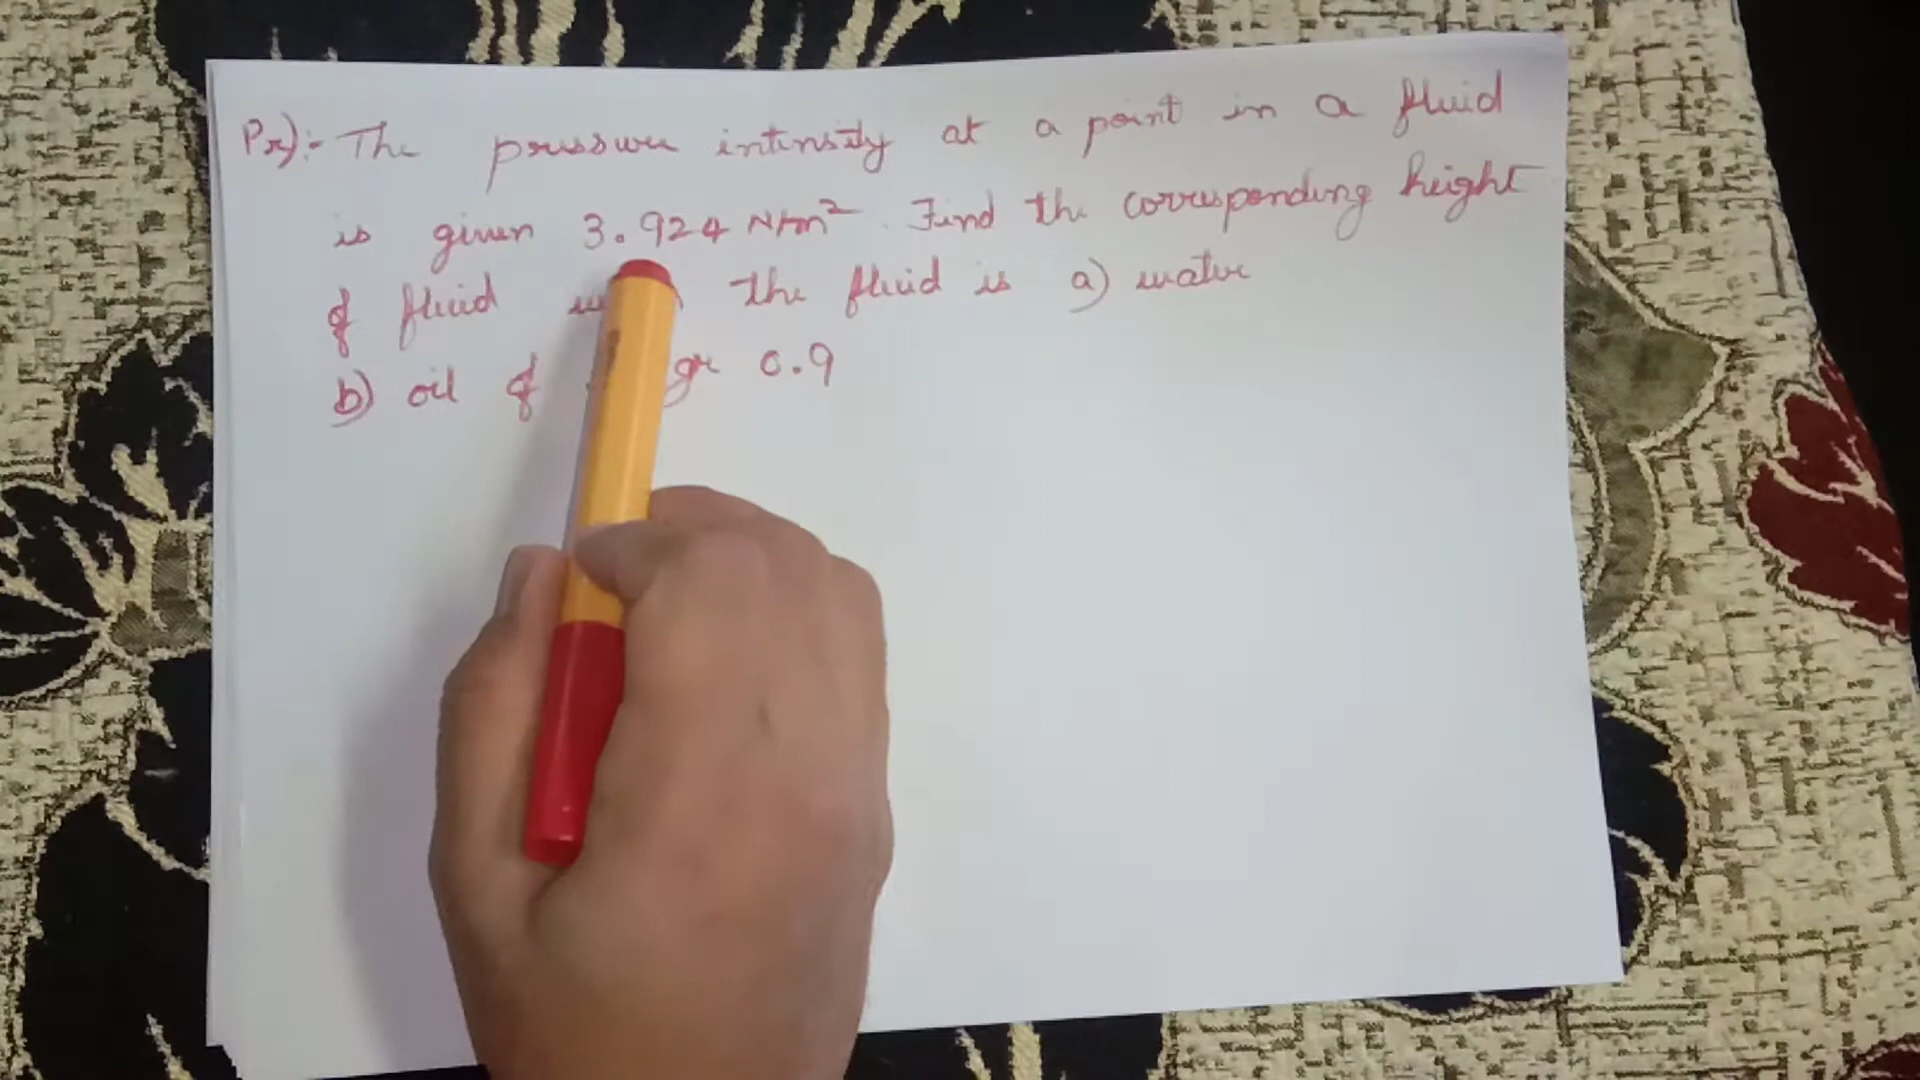 Pr):- The pressure intensity at a point in a fluid
is given 3.924 N/m². Find the corresponding height
of fluid the fluid is a) water
b) oil of gr 0.9